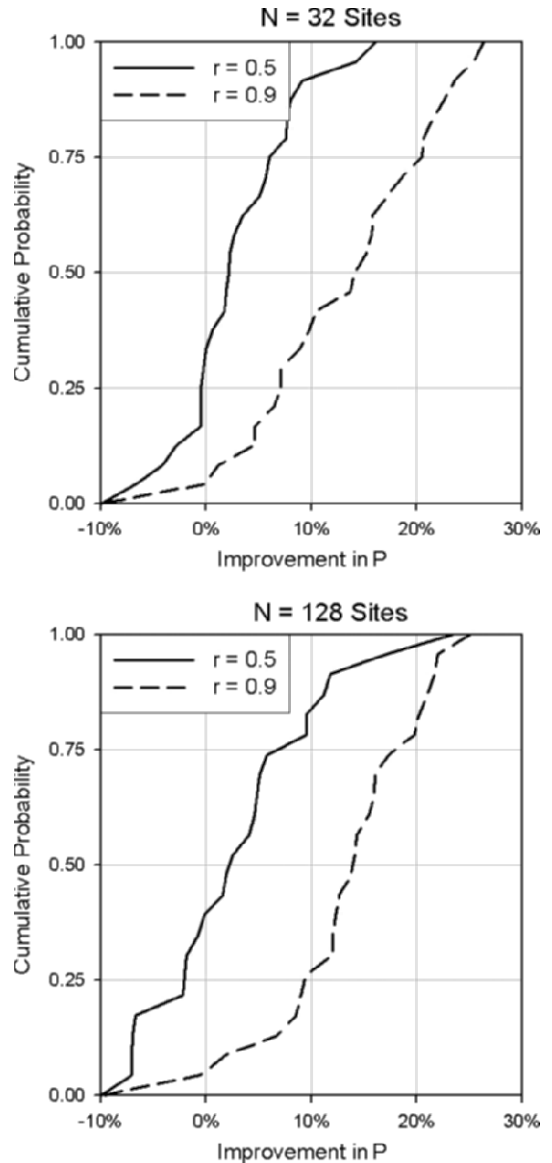 N = 32 Sites
1.00
r = 0.5
r = 0.9
0.75
0.50
0.25
0.00
Cumulative Probability
-10% 0% 10% 20% 30%
Improvement in P
N = 128 Sites
1.00
r = 0.5
r = 0.9
0.75
0.50
0.25
0.00
Cumulative Probability
-10% 0% 10% 20% 30%
Improvement in P